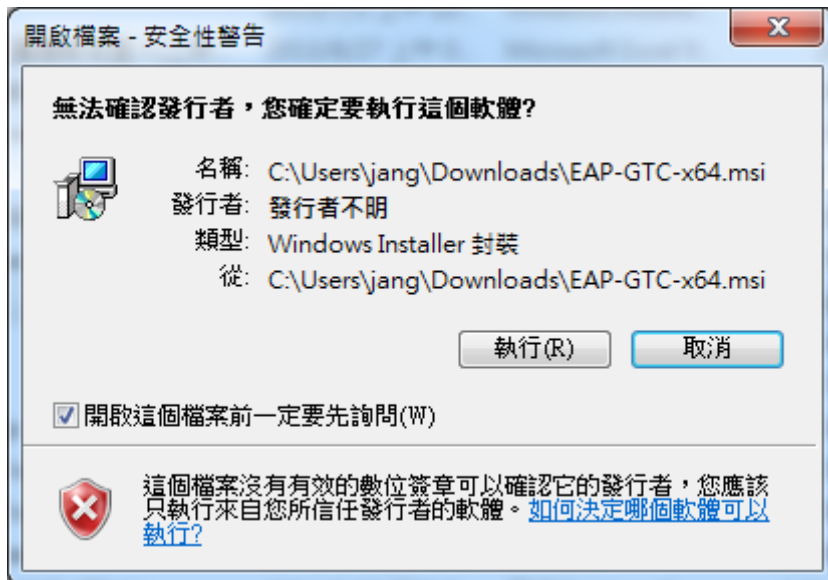 開啟檔案 - 安全性警告
無法確認發行者，您確定要執行這個軟體?
名稱: C:\Users\jang\Downloads\EAP-GTC-x64.msi
發行者: 發行者不明
類型: Windows Installer 封裝
從: C:\Users\jang\Downloads\EAP-GTC-x64.msi
執行(R) 取消
開啟這個檔案前一定要先詢問(W)
這個檔案沒有有效的數位簽章可以確認它的發行者，您應該
只執行來自您所信任發行者的軟體。如何決定哪個軟體可以
執行?